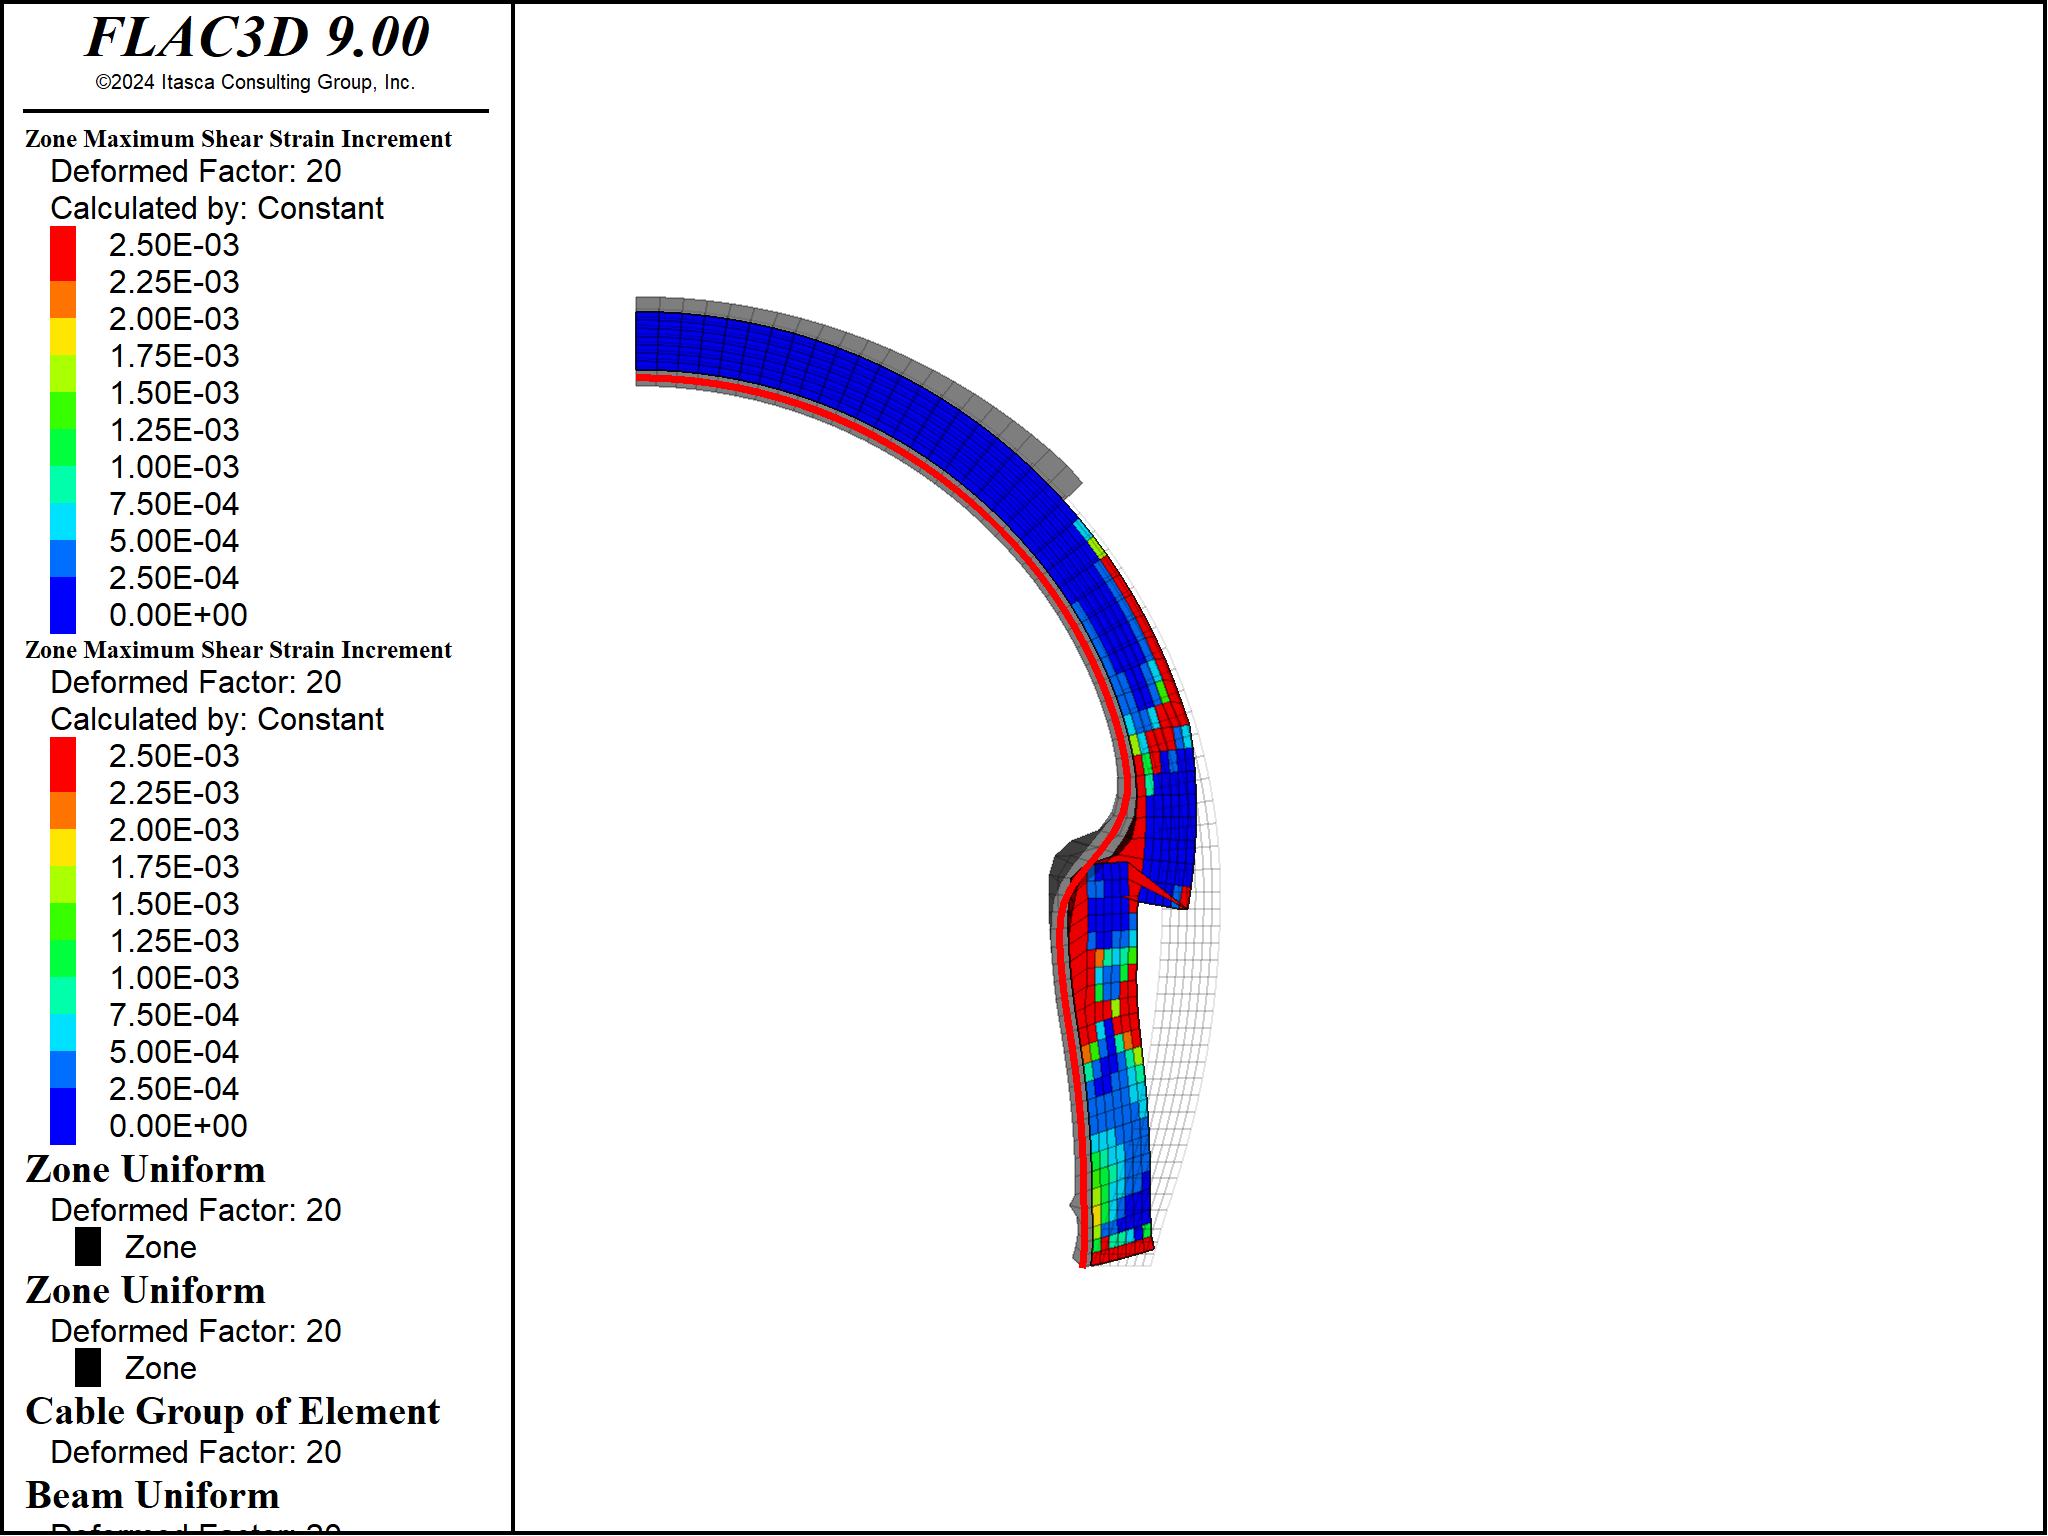 FLAC3D 9.00
©2024 Itasca Consulting Group, Inc.
Zone Maximum Shear Strain Increment
Deformed Factor: 20
Calculated by: Constant
2.50E-03
2.25E-03
2.00E-03
1.75E-03
1.50E-03
1.25E-03
1.00E-03
7.50E-04
5.00E-04
2.50E-04
0.00E+00
Zone Maximum Shear Strain Increment
Deformed Factor: 20
Calculated by: Constant
2.50E-03
2.25E-03
2.00E-03
1.75E-03
1.50E-03
1.25E-03
1.00E-03
7.50E-04
5.00E-04
2.50E-04
0.00E+00
Zone Uniform
Deformed Factor: 20
Zone
Zone Uniform
Deformed Factor: 20
Zone
Cable Group of Element
Deformed Factor: 20
Beam Uniform
Deformed Factor: 20